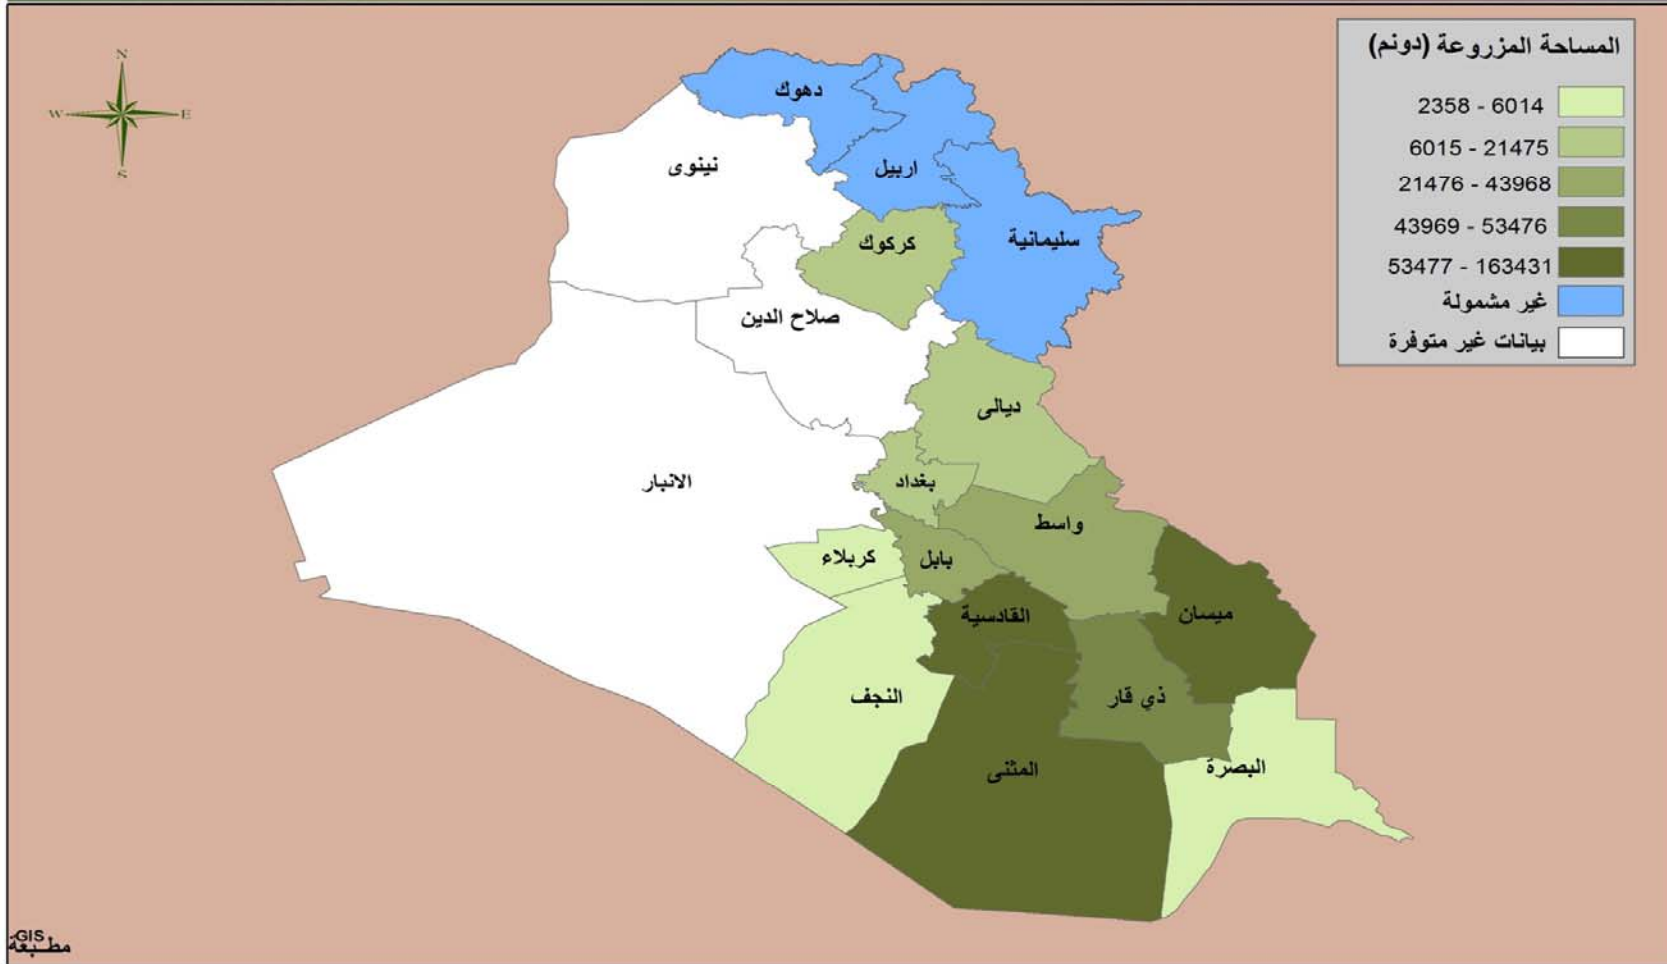 المساحة المزروعة (دونم)
2358 - 6014
6015 - 21475
21476 - 43968
43969 - 53476
53477 - 163431
غير مشمولة
بيانات غير متوفرة
N
W
E
S
دهوك
نينوى
اربيل
كركوك
سليمانية
صلاح الدين
ديالى
الانبار
بغداد
واسط
كربلاء
بابل
القادسية
ميسان
النجف
ذي قار
المثنى
البصرة
GIS
مطبعة